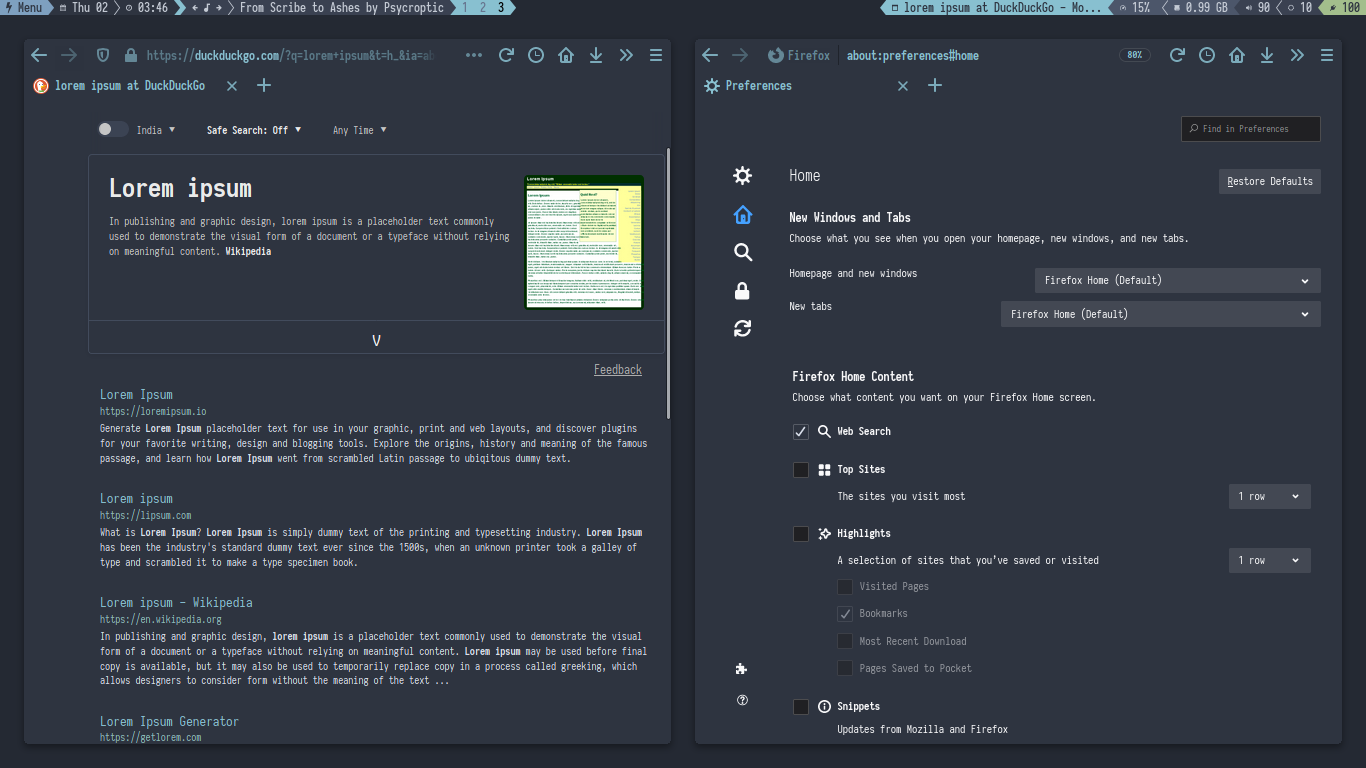 Menu
Thu 02
03:46
From Scribe to Ashes by Psycroptic
1 2 3
lorem ipsum at DuckDuckGo – Mo...
15%
0.99 GB
90
10
100
https://duckduckgo.com/?q=lorem+ipsum&t=h_&ia=ab
lorem ipsum at DuckDuckGo
India ▼
Safe Search: Off ▼
Any Time ▼
Lorem ipsum
In publishing and graphic design, lorem ipsum is a placeholder text commonly
used to demonstrate the visual form of a document or a typeface without relying
on meaningful content. Wikipedia
Feedback
Lorem Ipsum
https://loremipsum.io
Generate Lorem Ipsum placeholder text for use in your graphic, print and web layouts, and discover plugins
for your favorite writing, design and blogging tools. Explore the origins, history and meaning of the famous
passage, and learn how Lorem Ipsum went from scrambled Latin passage to ubiqitous dummy text.
Lorem ipsum
https://lipsum.com
What is Lorem Ipsum? Lorem Ipsum is simply dummy text of the printing and typesetting industry. Lorem Ipsum
has been the industry's standard dummy text ever since the 1500s, when an unknown printer took a galley of
type and scrambled it to make a type specimen book.
Lorem ipsum – Wikipedia
https://en.wikipedia.org
In publishing and graphic design, lorem ipsum is a placeholder text commonly used to demonstrate the visual
form of a document or a typeface without relying on meaningful content. Lorem ipsum may be used before final
copy is available, but it may also be used to temporarily replace copy in a process called greeking, which
allows designers to consider form without the meaning of the text ...
Lorem Ipsum Generator
https://getlorem.com
Firefox
about:preferences#home
80%
Preferences
Find in Preferences
Home
Restore Defaults
New Windows and Tabs
Choose what you see when you open your homepage, new windows, and new tabs.
Homepage and new windows
Firefox Home (Default)
New tabs
Firefox Home (Default)
Firefox Home Content
Choose what content you want on your Firefox Home screen.
Web Search
Top Sites
The sites you visit most
1 row
Highlights
A selection of sites that you've saved or visited
1 row
Visited Pages
Bookmarks
Most Recent Download
Pages Saved to Pocket
Snippets
Updates from Mozilla and Firefox